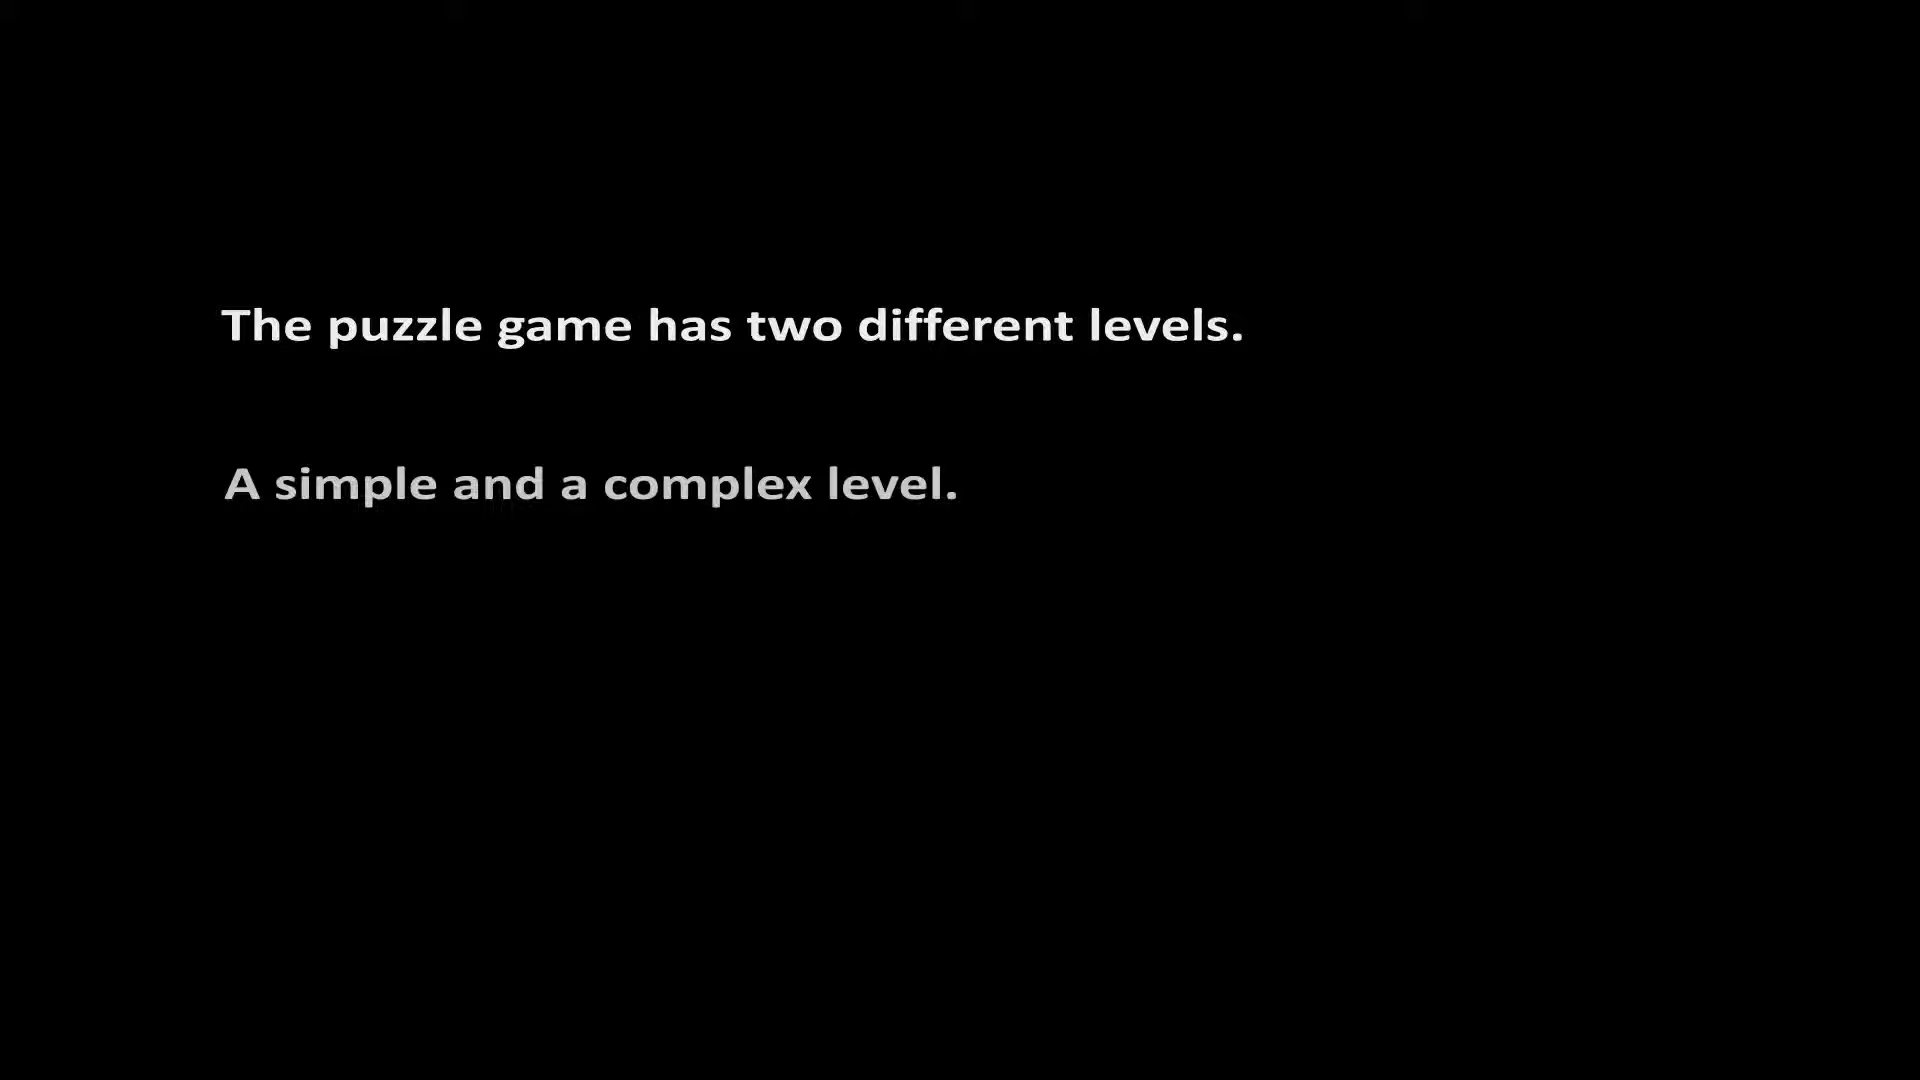 The puzzle game has two different levels.
A simple and a complex level.